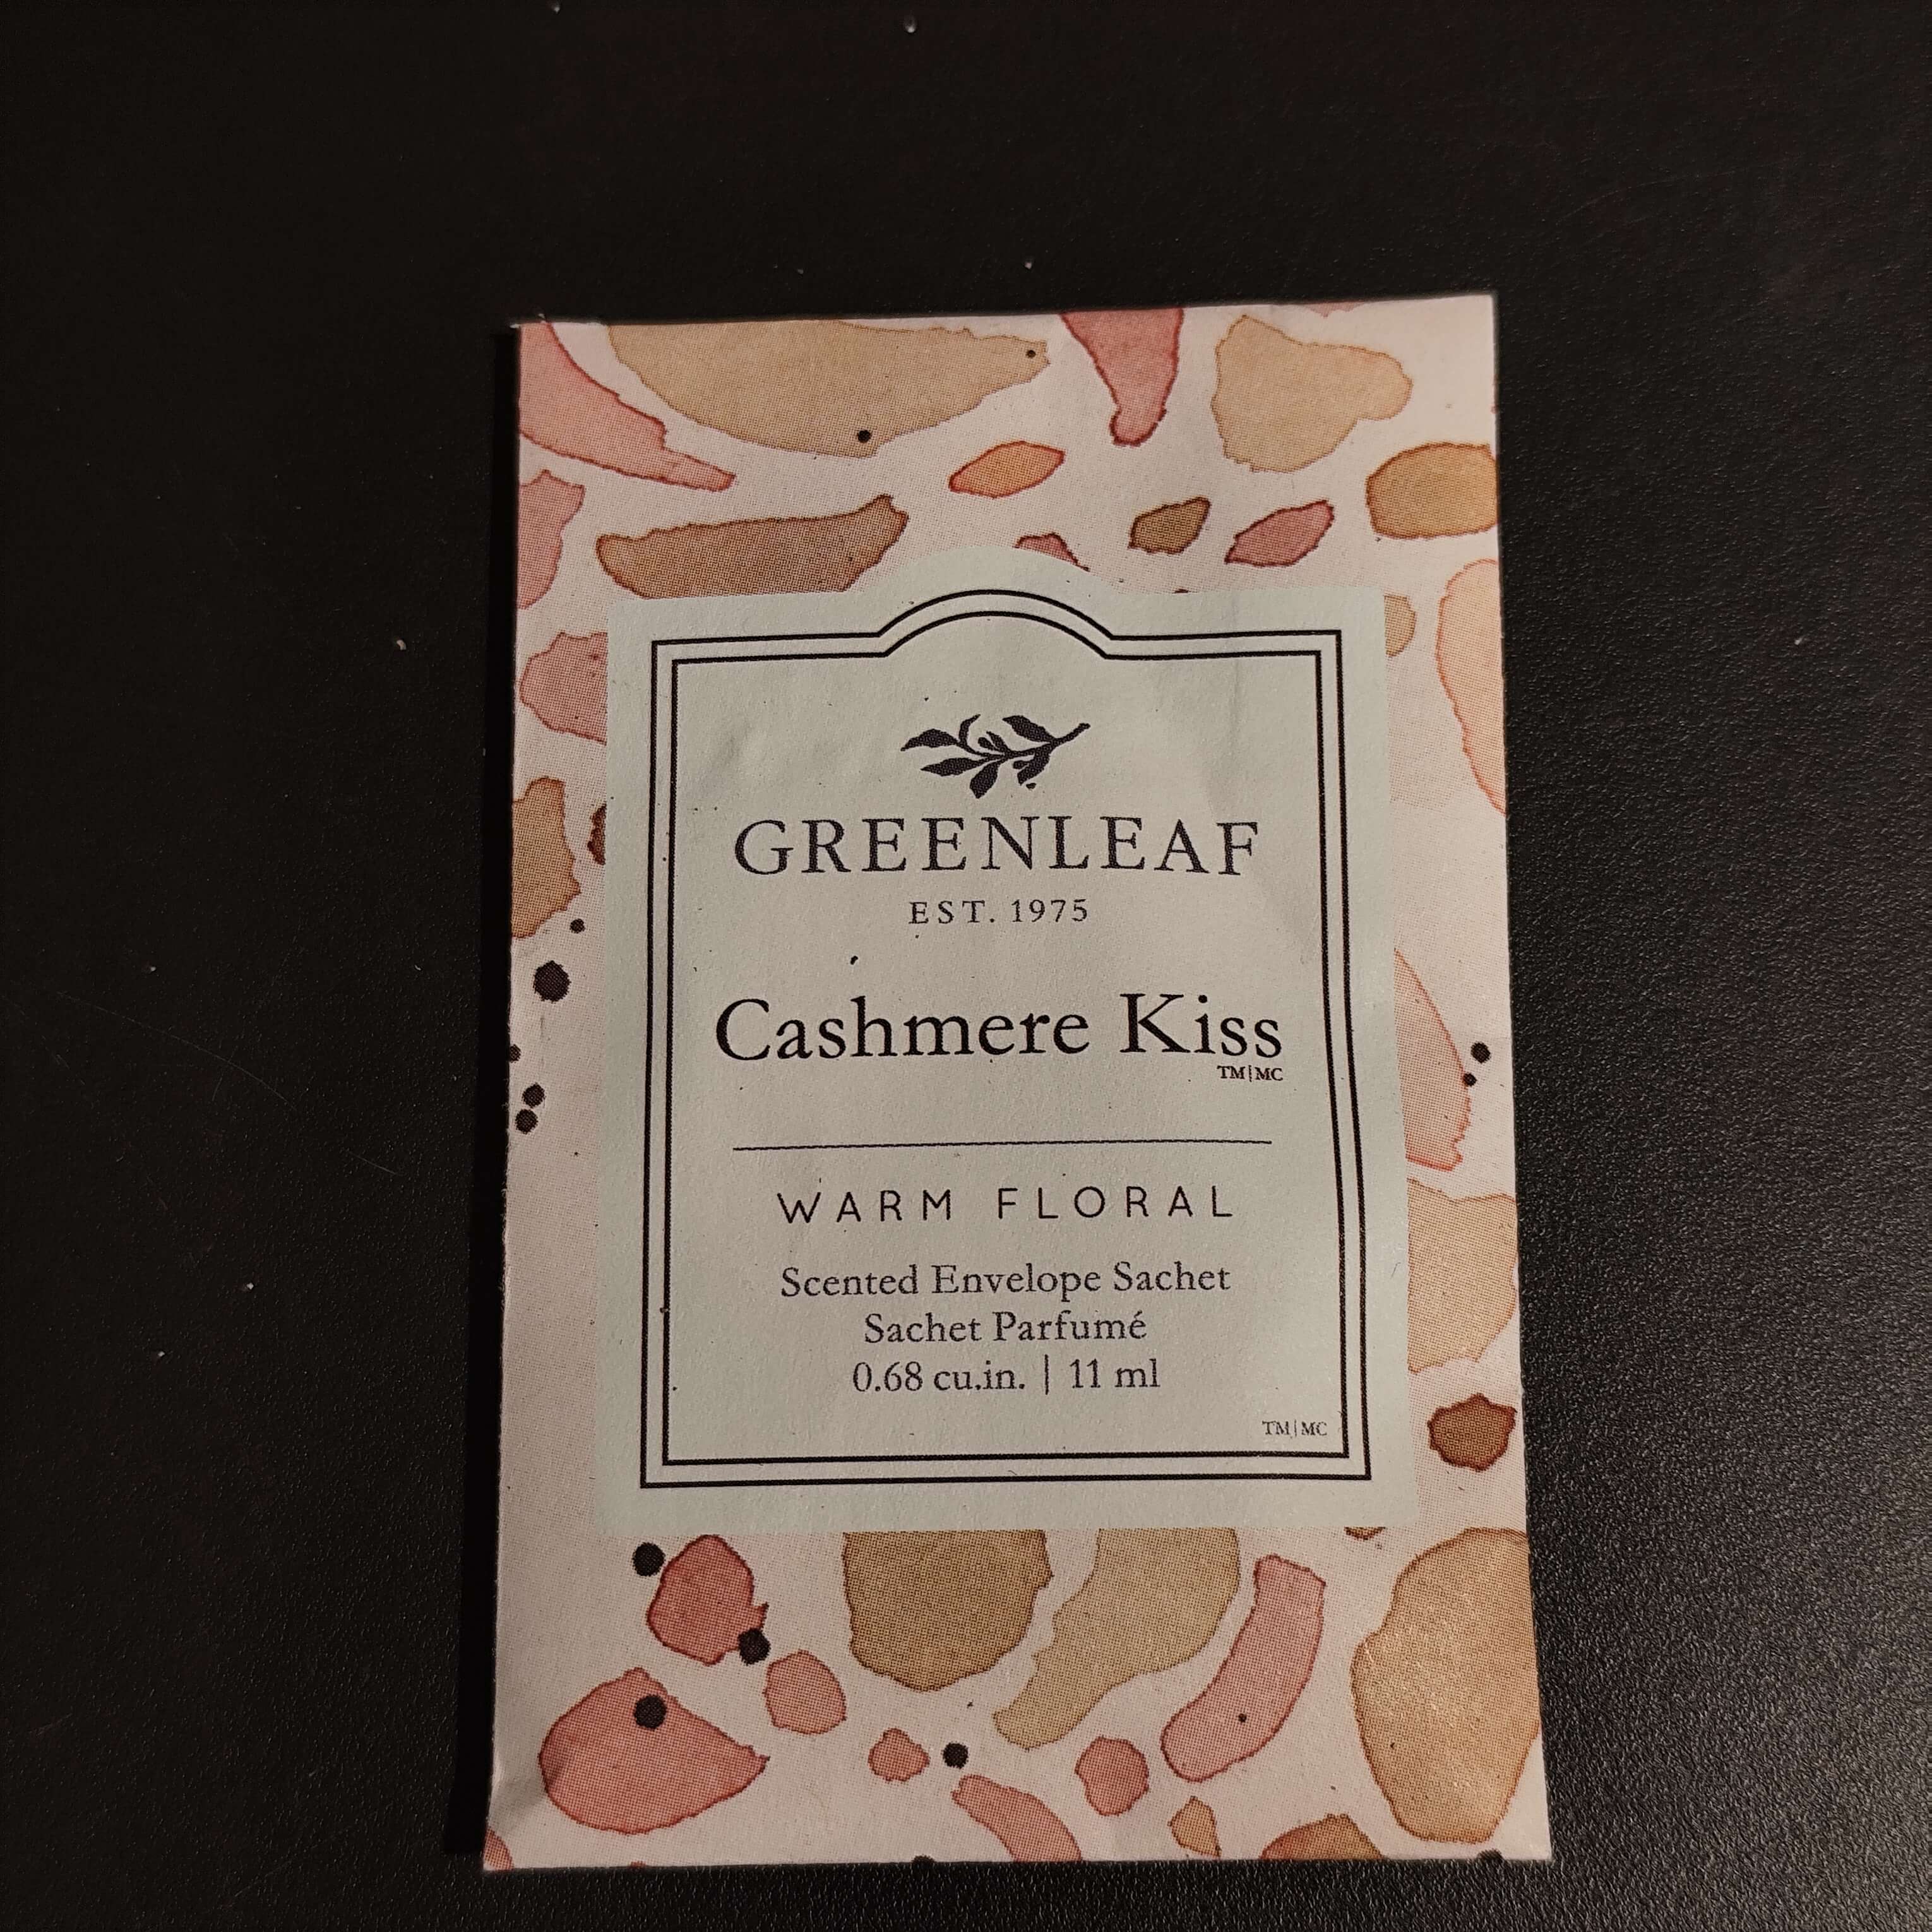 GREENLEAF
EST. 1975
Cashmere Kiss
TM|MC
WARM FLORAL
Scented Envelope Sachet
Sachet Parfumé
0.68 cu.in. | 11 ml
TM|MC